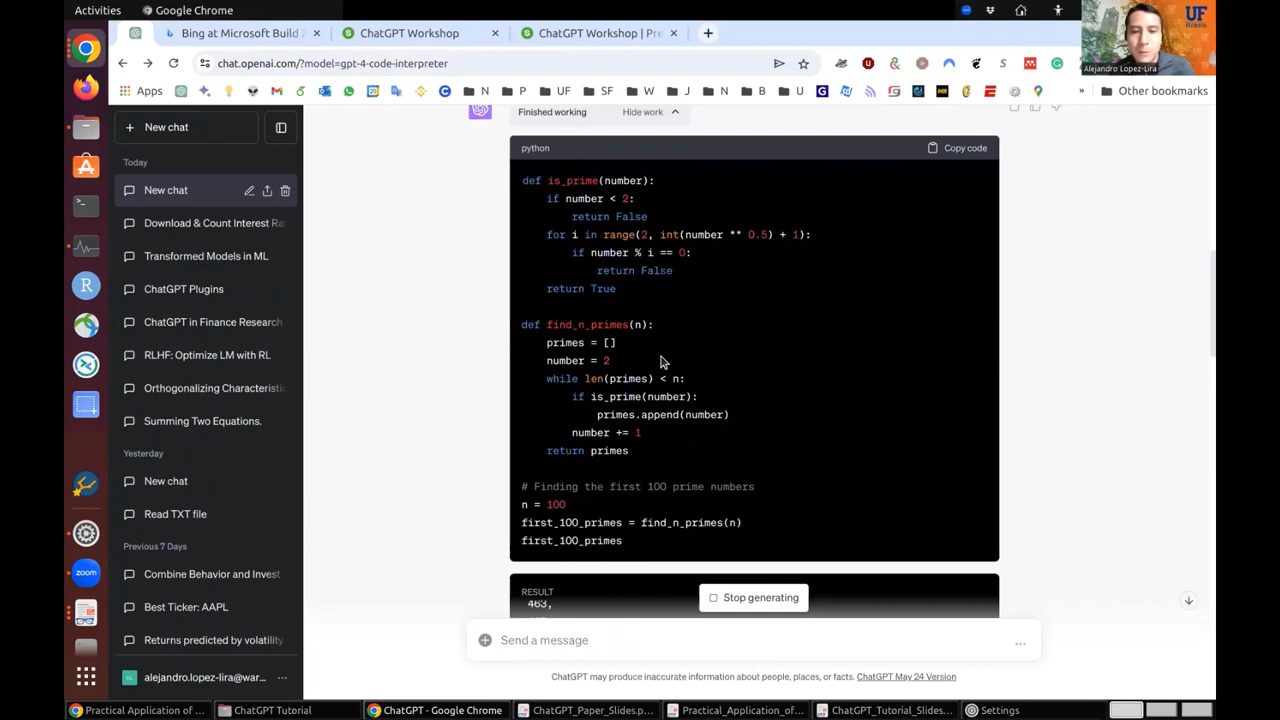 Activities
Google Chrome
Bing at Microsoft Build 2
ChatGPT Workshop
ChatGPT Workshop | Pre
UF
Alejandro Lopez-Lira
chat.openai.com/?model=gpt-4-code-interpreter
Apps
N
P
UF
SF
W
J
N
B
U
Other bookmarks
New chat
Today
New chat
Download & Count Interest Ra
Transformed Models in ML
ChatGPT Plugins
ChatGPT in Finance Research
RLHF: Optimize LM with RL
Orthogonalizing Characteristic
Summing Two Equations.
Yesterday
New chat
Read TXT file
Previous 7 Days
Combine Behavior and Invest
Best Ticker: AAPL
Returns predicted by volatility
alejandro.lopez-lira@war...
Finished working
Hide work
python
Copy code
def is_prime(number):
if number < 2:
return False
for i in range(2, int(number ** 0.5) + 1):
if number % i == 0:
return False
return True
def find_n_primes(n):
primes = []
number = 2
while len(primes) < n:
if is_prime(number):
primes.append(number)
number += 1
return primes
# Finding the first 100 prime numbers
n = 100
first_100_primes = find_n_primes(n)
first_100_primes
RESULT
463,
Stop generating
Send a message
ChatGPT may produce inaccurate information about people, places, or facts. ChatGPT May 24 Version
zoom
Practical Application of ...
ChatGPT Tutorial
ChatGPT - Google Chrome
ChatGPT_Paper_Slides.p...
Practical_Application_of...
ChatGPT_Tutorial_Slides...
Settings